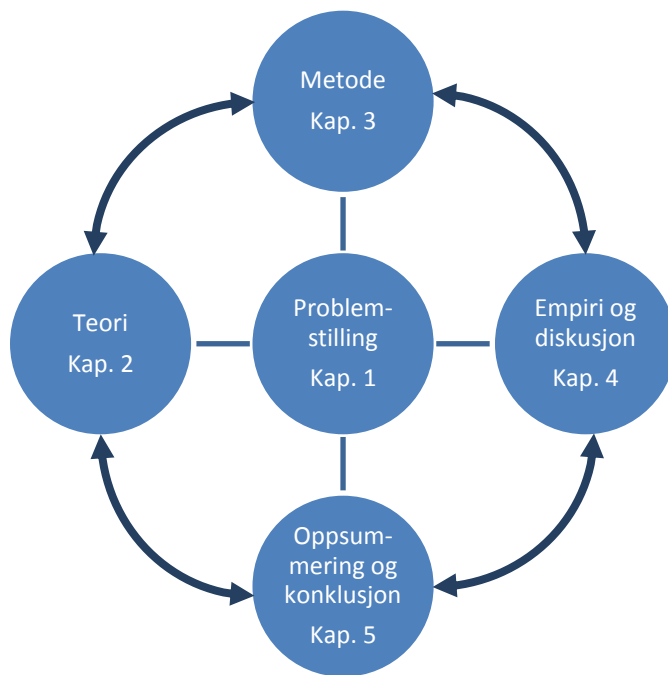 Metode
Kap. 3
Teori
Kap. 2
Problem-
stilling
Kap. 1
Empiri og
diskusjon
Kap. 4
Oppsum-
mering og
konklusjon
Kap. 5